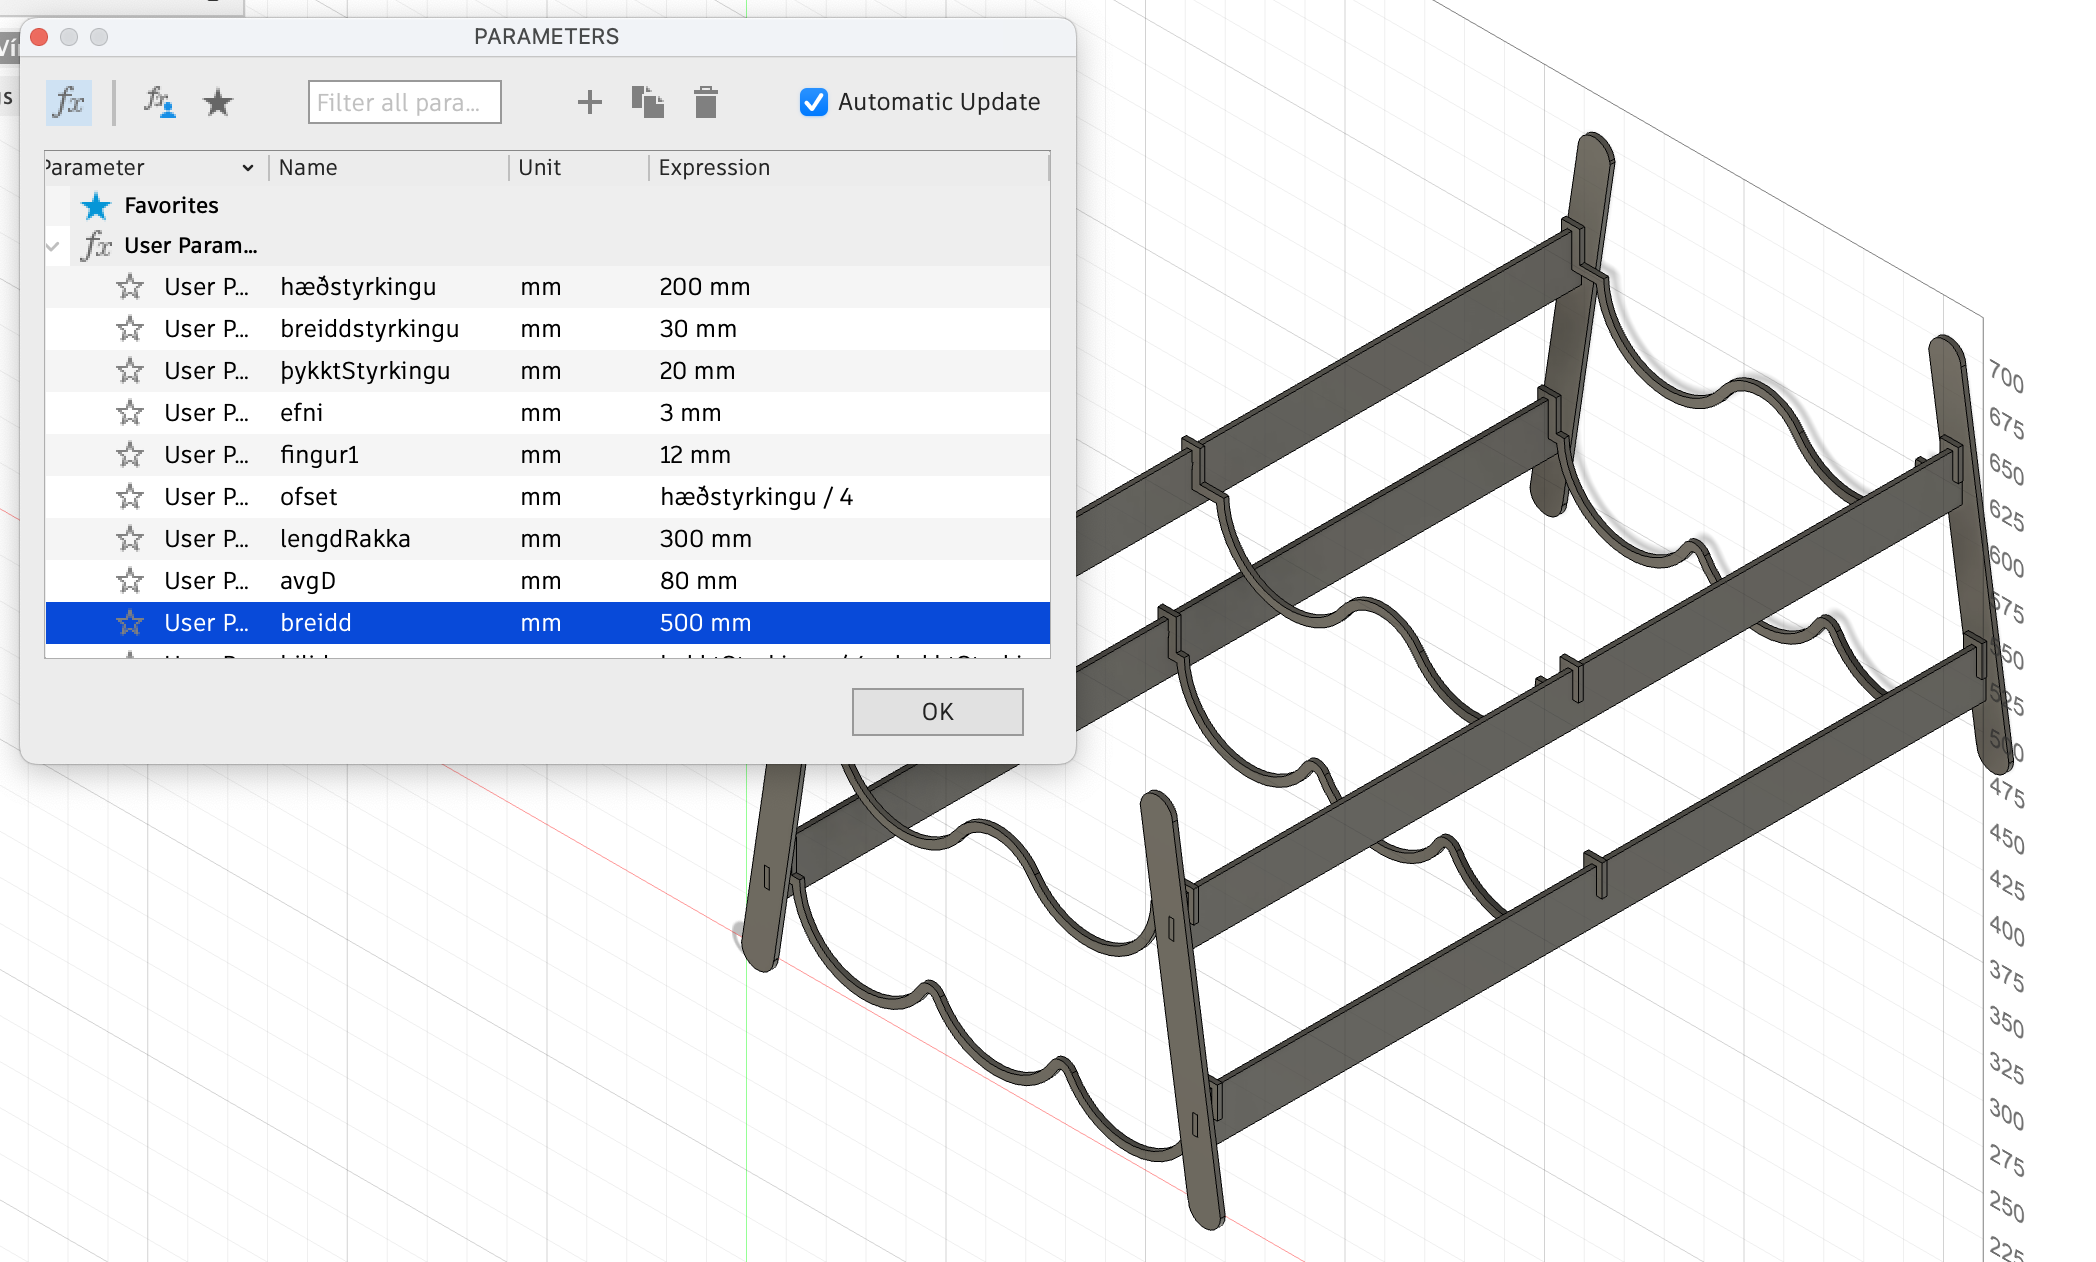 PARAMETERS
fx
Filter all para...
Automatic Update
Parameter Name Unit Expression
Favorites
fx User Param...
User P... hæðstyrkingu mm 200 mm
User P... breiddstyrkingu mm 30 mm
User P... þykktStyrkingu mm 20 mm
User P... efni mm 3 mm
User P... fingur1 mm 12 mm
User P... ofset mm hæðstyrkingu / 4
User P... lengdRakka mm 300 mm
User P... avgD mm 80 mm
User P... breidd mm 500 mm
OK
700
675
650
625
600
575
550
525
500
475
450
425
400
375
350
325
300
275
250
225